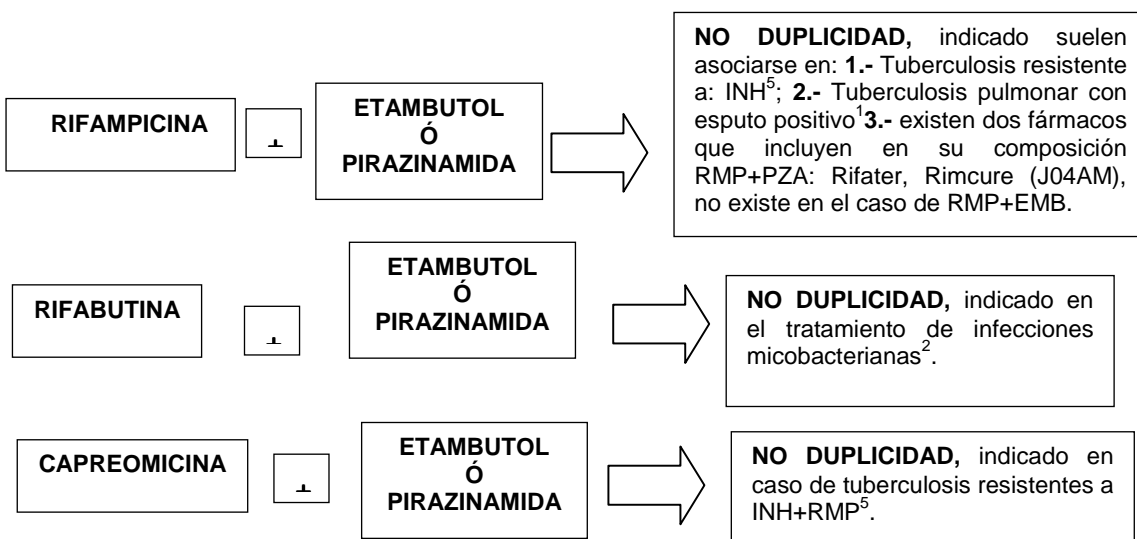 RIFAMPICINA
+
ETAMBUTOL
Ó
PIRAZINAMIDA
NO DUPLICIDAD, indicado suelen
asociarse en: 1.- Tuberculosis resistente
a: INH5; 2.- Tuberculosis pulmonar con
esputo positivo13.- existen dos fármacos
que incluyen en su composición
RMP+PZA: Rifater, Rimcure (J04AM),
no existe en el caso de RMP+EMB.
RIFABUTINA
+
ETAMBUTOL
Ó
PIRAZINAMIDA
NO DUPLICIDAD, indicado en
el tratamiento de infecciones
micobacterianas2.
CAPREOMICINA
+
ETAMBUTOL
Ó
PIRAZINAMIDA
NO DUPLICIDAD, indicado en
caso de tuberculosis resistentes a
INH+RMP5.